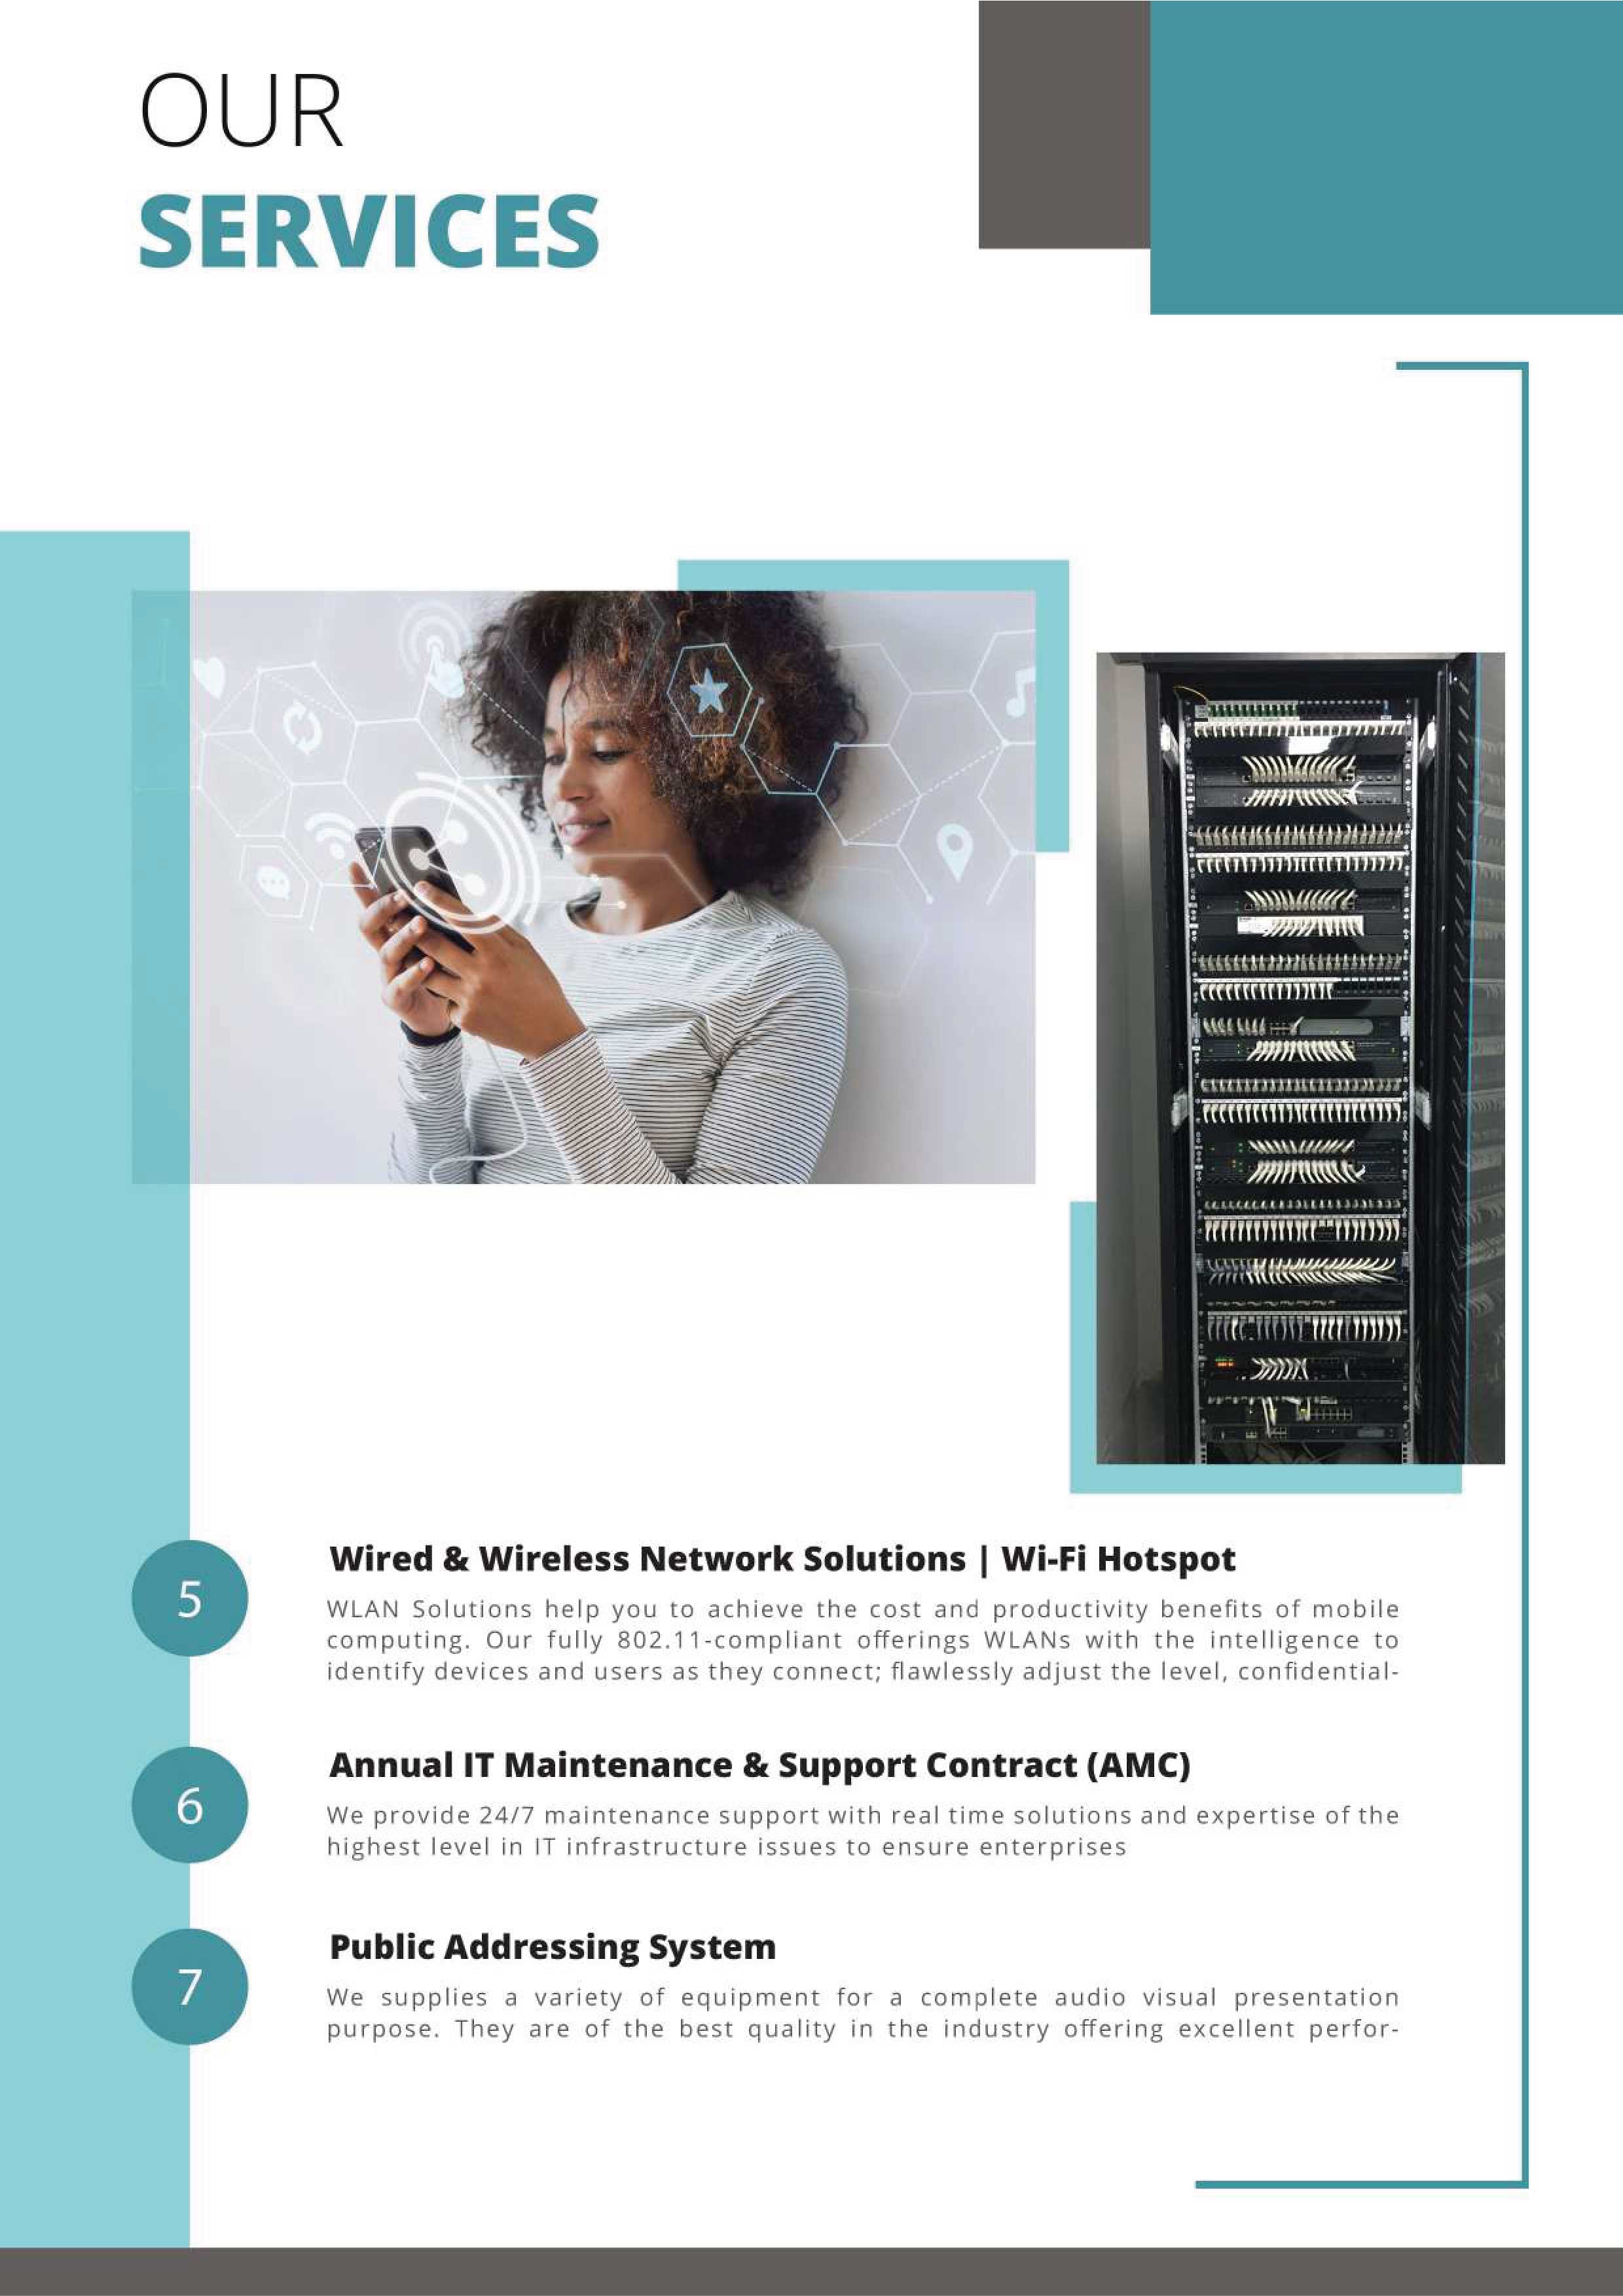 OUR
SERVICES
5
Wired & Wireless Network Solutions | Wi-Fi Hotspot
WLAN Solutions help you to achieve the cost and productivity benefits of mobile
computing. Our fully 802.11-compliant offerings WLANs with the intelligence to
identify devices and users as they connect; flawlessly adjust the level, confidential-
6
Annual IT Maintenance & Support Contract (AMC)
We provide 24/7 maintenance support with real time solutions and expertise of the
highest level in IT infrastructure issues to ensure enterprises
7
Public Addressing System
We supplies a variety of equipment for a complete audio visual presentation
purpose. They are of the best quality in the industry offering excellent perfor-